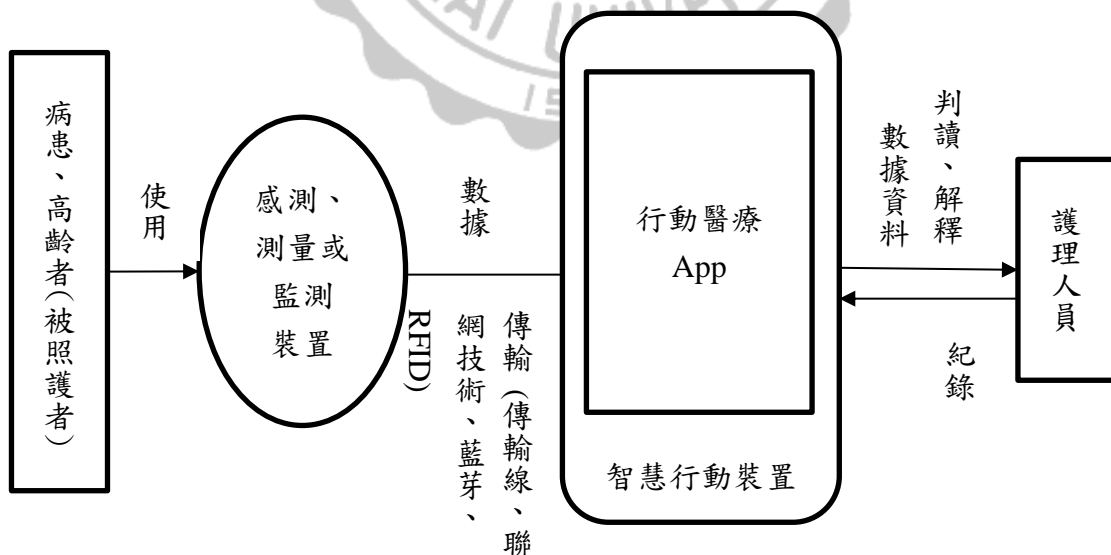 病患、高齡者(被照護者)
使用
感測、
測量或
監測
裝置
數據
傳輸 (傳輸線、聯
網技術、藍芽、
RFID)
行動醫療
App
智慧行動裝置
判讀、解釋
數據資料
紀錄
護理人員